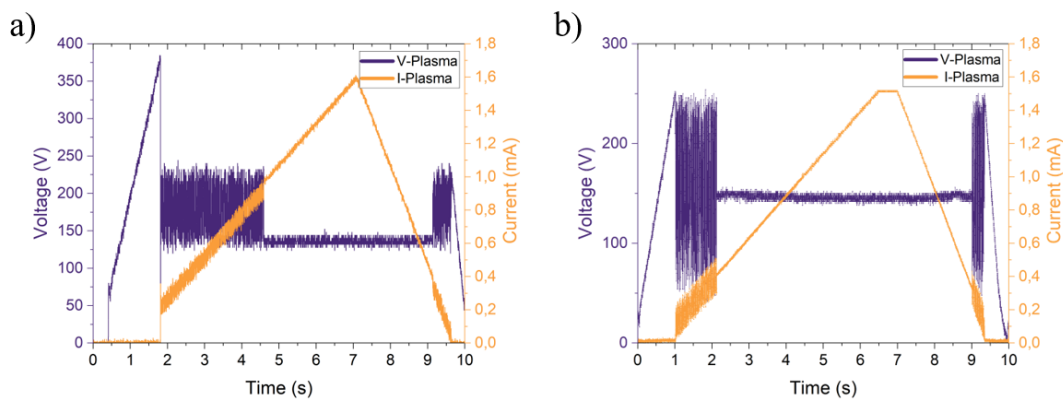 a)
400
350
300
250
200
150
100
50
0
Voltage (V)
V-Plasma
I-Plasma
1,8
1,6
1,4
1,2
1,0
0,8
0,6
0,4
0,2
0,0
Current (mA)
0 1 2 3 4 5 6 7 8 9 10
Time (s)
b)
300
200
100
0
Voltage (V)
V-Plasma
I-Plasma
1,8
1,6
1,4
1,2
1,0
0,8
0,6
0,4
0,2
0,0
Current (mA)
0 1 2 3 4 5 6 7 8 9 10
Time (s)